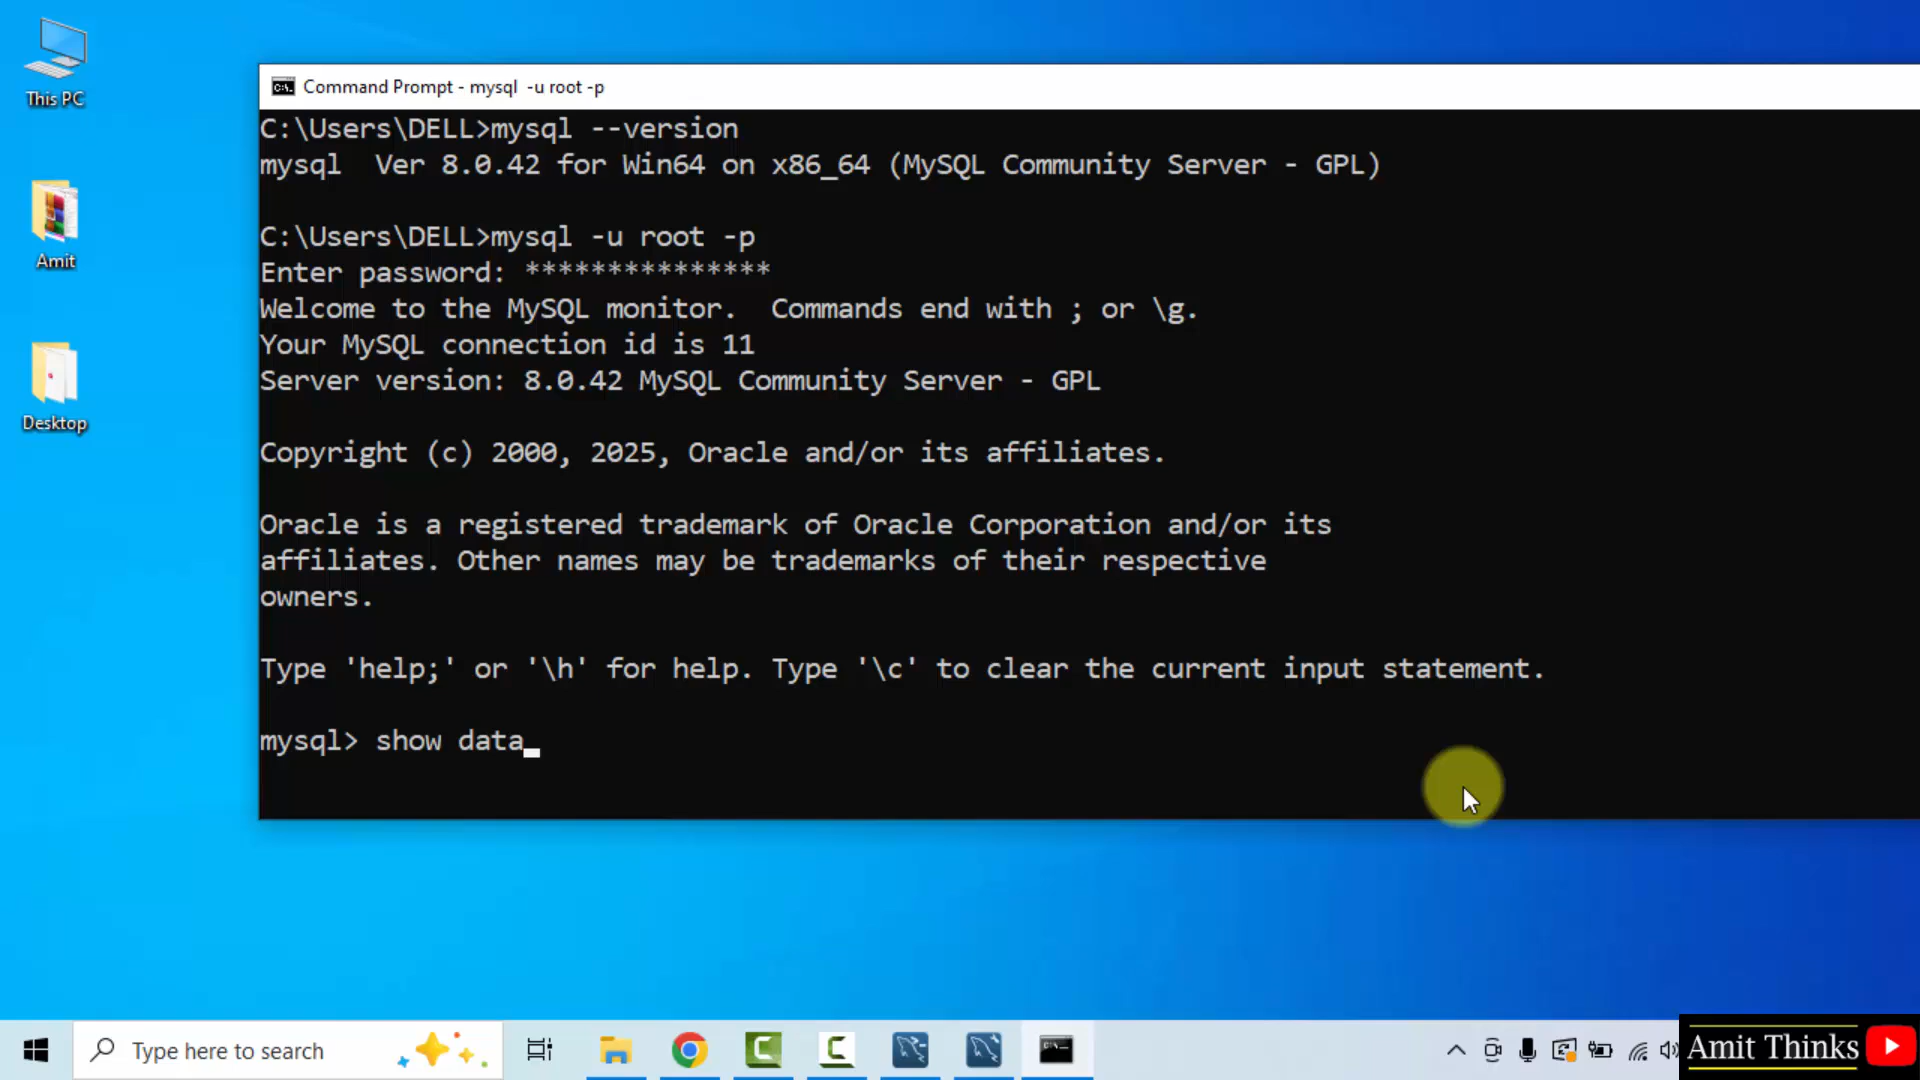 This PC
Amit
Desktop
Command Prompt - mysql  -u root -p
C:\Users\DELL>mysql --version
mysql  Ver 8.0.42 for Win64 on x86_64 (MySQL Community Server - GPL)
C:\Users\DELL>mysql -u root -p
Enter password: ***************
Welcome to the MySQL monitor.  Commands end with ; or \g.
Your MySQL connection id is 11
Server version: 8.0.42 MySQL Community Server - GPL
Copyright (c) 2000, 2025, Oracle and/or its affiliates.
Oracle is a registered trademark of Oracle Corporation and/or its
affiliates. Other names may be trademarks of their respective
owners.
Type 'help;' or '\h' for help. Type '\c' to clear the current input statement.
mysql> show data_
Type here to search
Amit Thinks